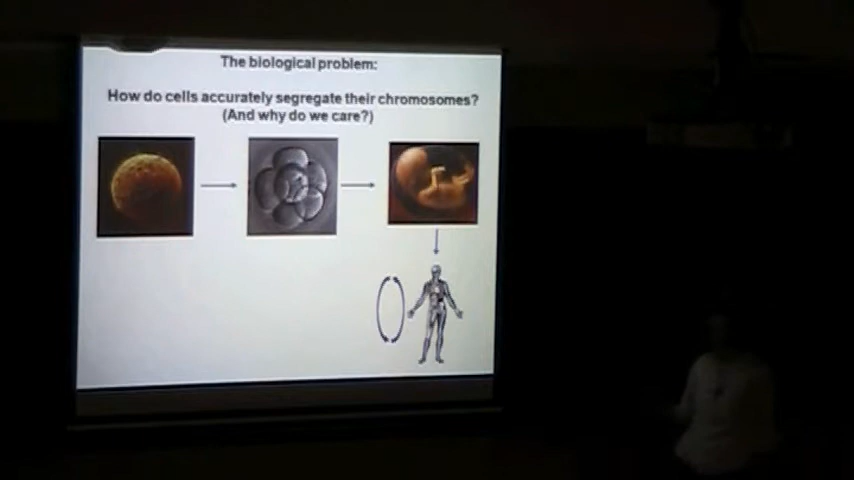 The biological problem:
How do cells accurately segregate their chromosomes?
(And why do we care?)